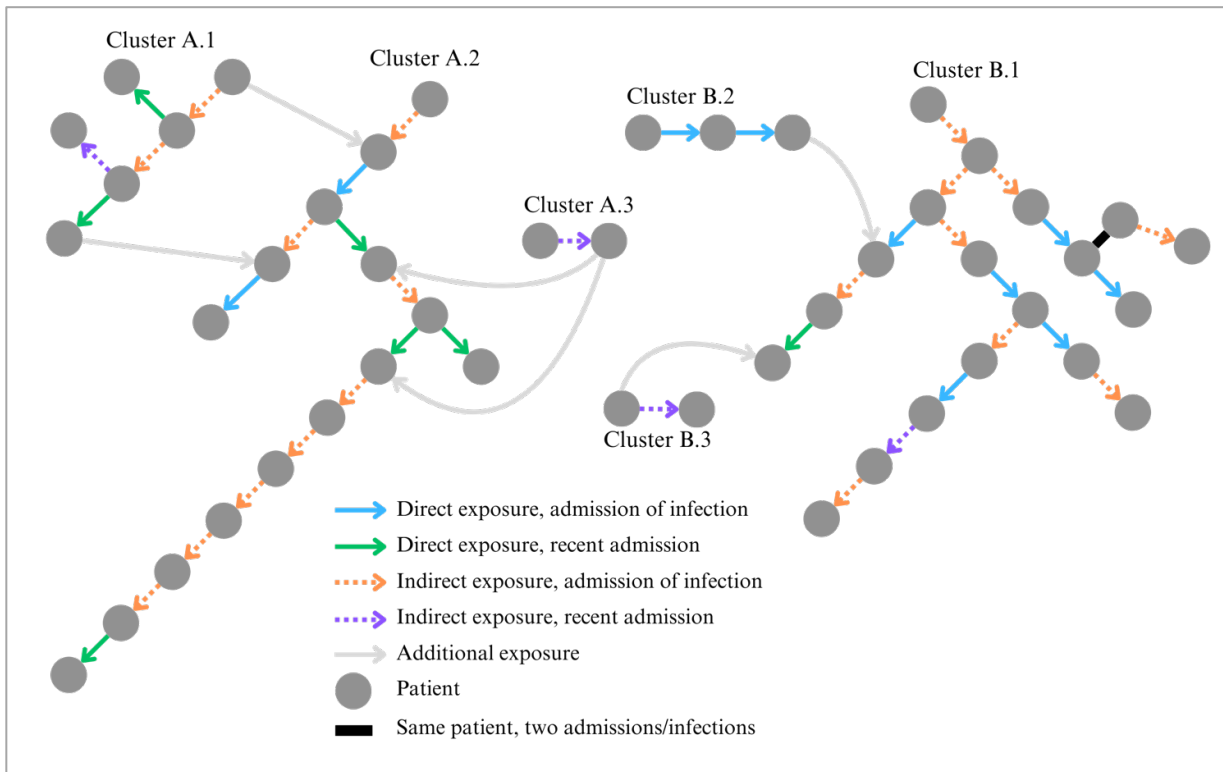 Cluster A.1
Cluster A.2
Cluster B.1
Cluster B.2
Cluster A.3
Cluster B.3
Direct exposure, admission of infection
Direct exposure, recent admission
Indirect exposure, admission of infection
Indirect exposure, recent admission
Additional exposure
Patient
Same patient, two admissions/infections